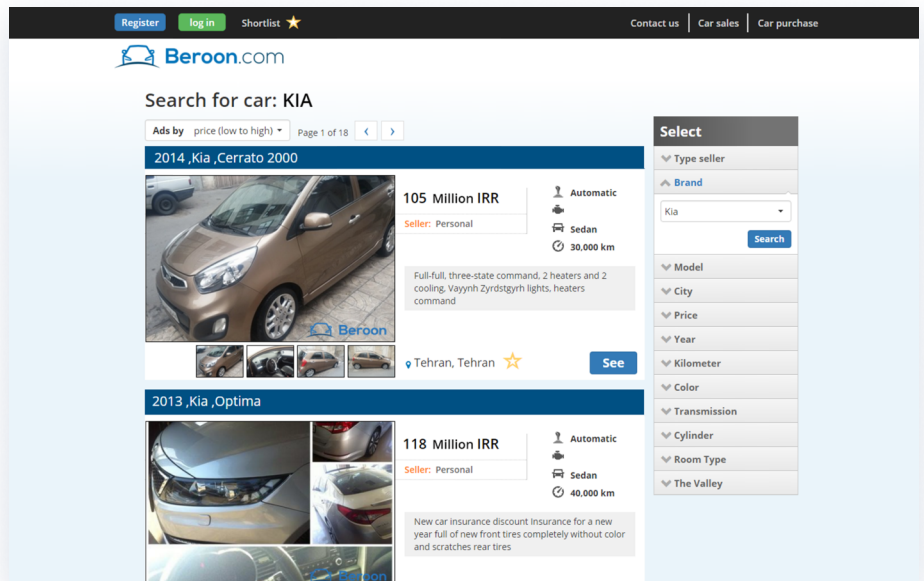 Register
log in
Shortlist
Contact us
Car sales
Car purchase
Beroon.com
Search for car: KIA
Ads by price (low to high)
Page 1 of 18
2014 ,Kia ,Cerrato 2000
105 Million IRR
Seller: Personal
Automatic
Sedan
30,000 km
Full-full, three-state command, 2 heaters and 2
cooling, Vayynh Zyrdstgyrh lights, heaters
command
Beroon
Tehran, Tehran
See
2013 ,Kia ,Optima
118 Million IRR
Seller: Personal
Automatic
Sedan
40,000 km
New car insurance discount Insurance for a new
year full of new front tires completely without color
and scratches rear tires
Beroon
Select
Type seller
Brand
Kia
Search
Model
City
Price
Year
Kilometer
Color
Transmission
Cylinder
Room Type
The Valley